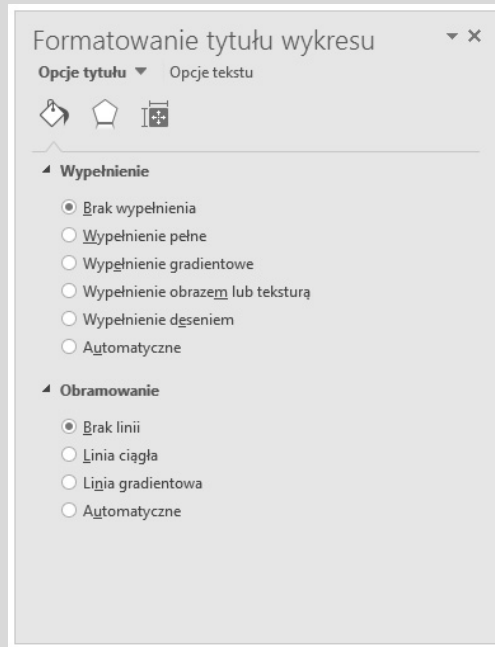 Formatowanie tytułu wykresu
Opcje tytułu Opcje tekstu
Wypełnienie
Brak wypełnienia
Wypełnienie pełne
Wypełnienie gradientowe
Wypełnienie obrazem lub teksturą
Wypełnienie deseniem
Automatyczne
Obramowanie
Brak linii
Linia ciągła
Linia gradientowa
Automatyczne